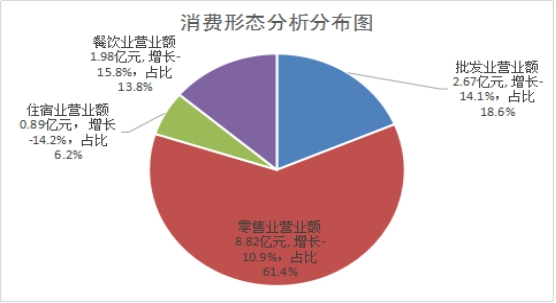 消费形态分析分布图
餐饮业营业额
1.98亿元, 增长-
15.8%，占比
13.8%
批发业营业额
2.67亿元, 增长-
14.1%，占比
18.6%
住宿业营业额
0.89亿元，增长
-14.2%，占比
6.2%
零售业营业额
8.82亿元, 增长-
10.9%，占比
61.4%